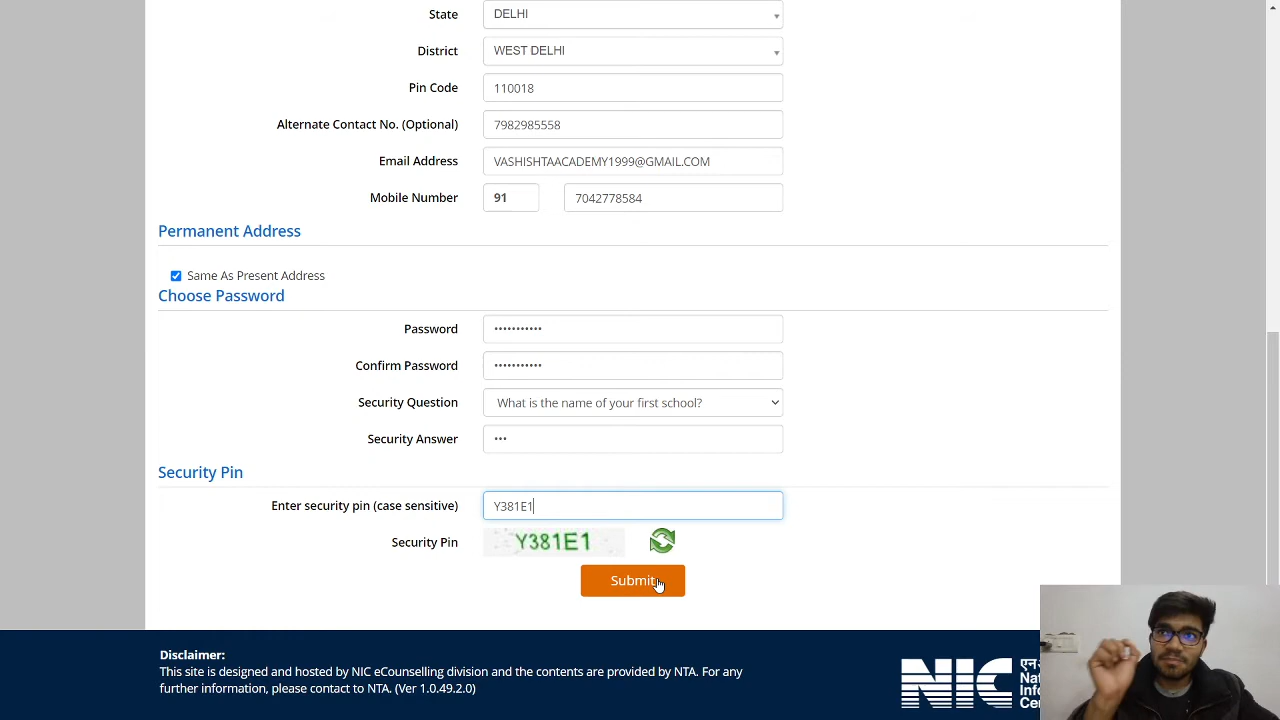 State DELHI
District WEST DELHI
Pin Code 110018
Alternate Contact No. (Optional) 7982985558
Email Address VASHISHTAACADEMY1999@GMAIL.COM
Mobile Number 91 7042778584
Permanent Address
Same As Present Address
Choose Password
Password •••••••••••
Confirm Password •••••••••••
Security Question What is the name of your first school?
Security Answer •••
Security Pin
Enter security pin (case sensitive) Y381E1
Security Pin Y381E1
Submit
Disclaimer:
This site is designed and hosted by NIC eCounselling division and the contents are provided by NTA. For any
further information, please contact to NTA. (Ver 1.0.49.2.0)
NIC
एन
Nat
Info
Cen